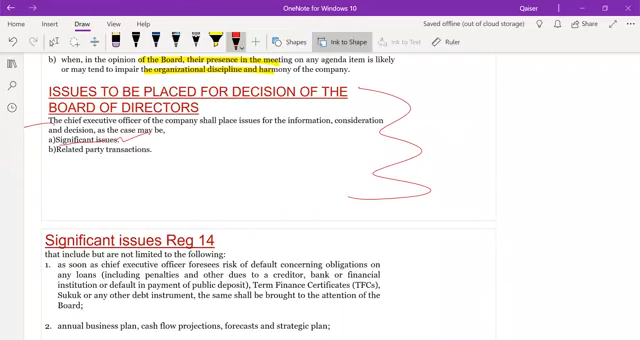 OneNote for Windows 10
Saved offline (out of cloud storage)
Qaiser
Home
Insert
Draw
View
Shapes
Ink to Shape
Ink to Text
Ruler
b) when, in the opinion of the Board, their presence in the meeting on any agenda item is likely
or may tend to impair the organizational discipline and harmony of the company.
ISSUES TO BE PLACED FOR DECISION OF THE
BOARD OF DIRECTORS
The chief executive officer of the company shall place issues for the information, consideration
and decision, as the case may be,
a)Significant issues.
b)Related party transactions.
Significant issues Reg 14
that include but are not limited to the following:
1. as soon as chief executive officer foresees risk of default concerning obligations on
any loans (including penalties and other dues to a creditor, bank or financial
institution or default in payment of public deposit), Term Finance Certificates (TFCs),
Sukuk or any other debt instrument, the same shall be brought to the attention of the
Board;
2. annual business plan, cash flow projections, forecasts and strategic plan;